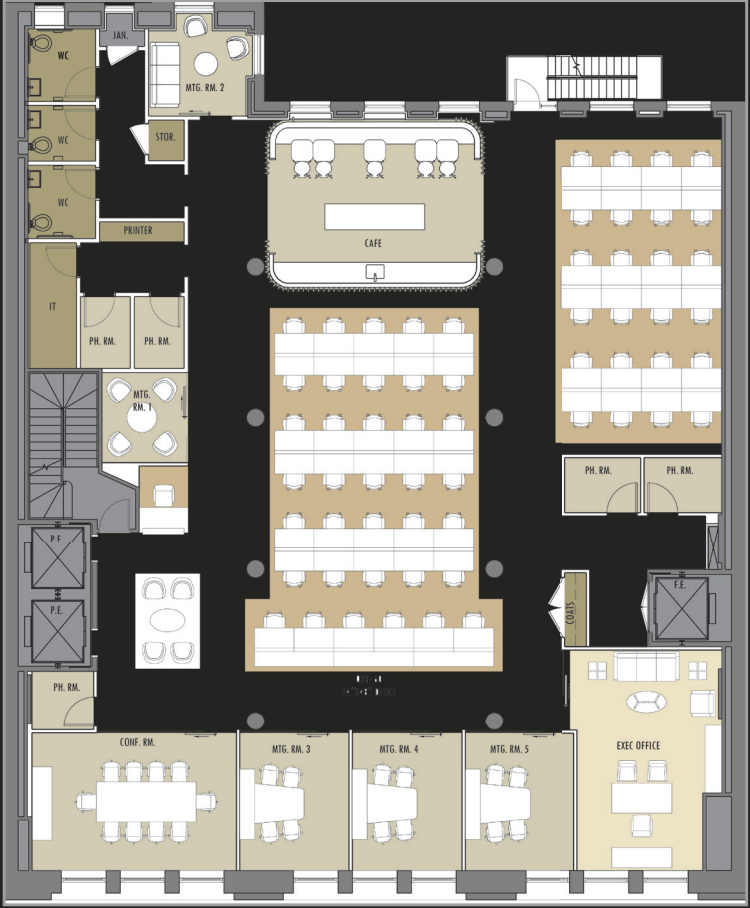 JAN.
WC
MTG. RM. 2
STOR.
WC
WC
PRINTER
CAFE
IT
PH. RM.
PH. RM.
MTG.
RM. 1
PH. RM.
PH. RM.
P.E.
F.E.
P.E.
COATS
PH. RM.
CONF. RM.
MTG. RM. 3
MTG. RM. 4
MTG. RM. 5
EXEC OFFICE